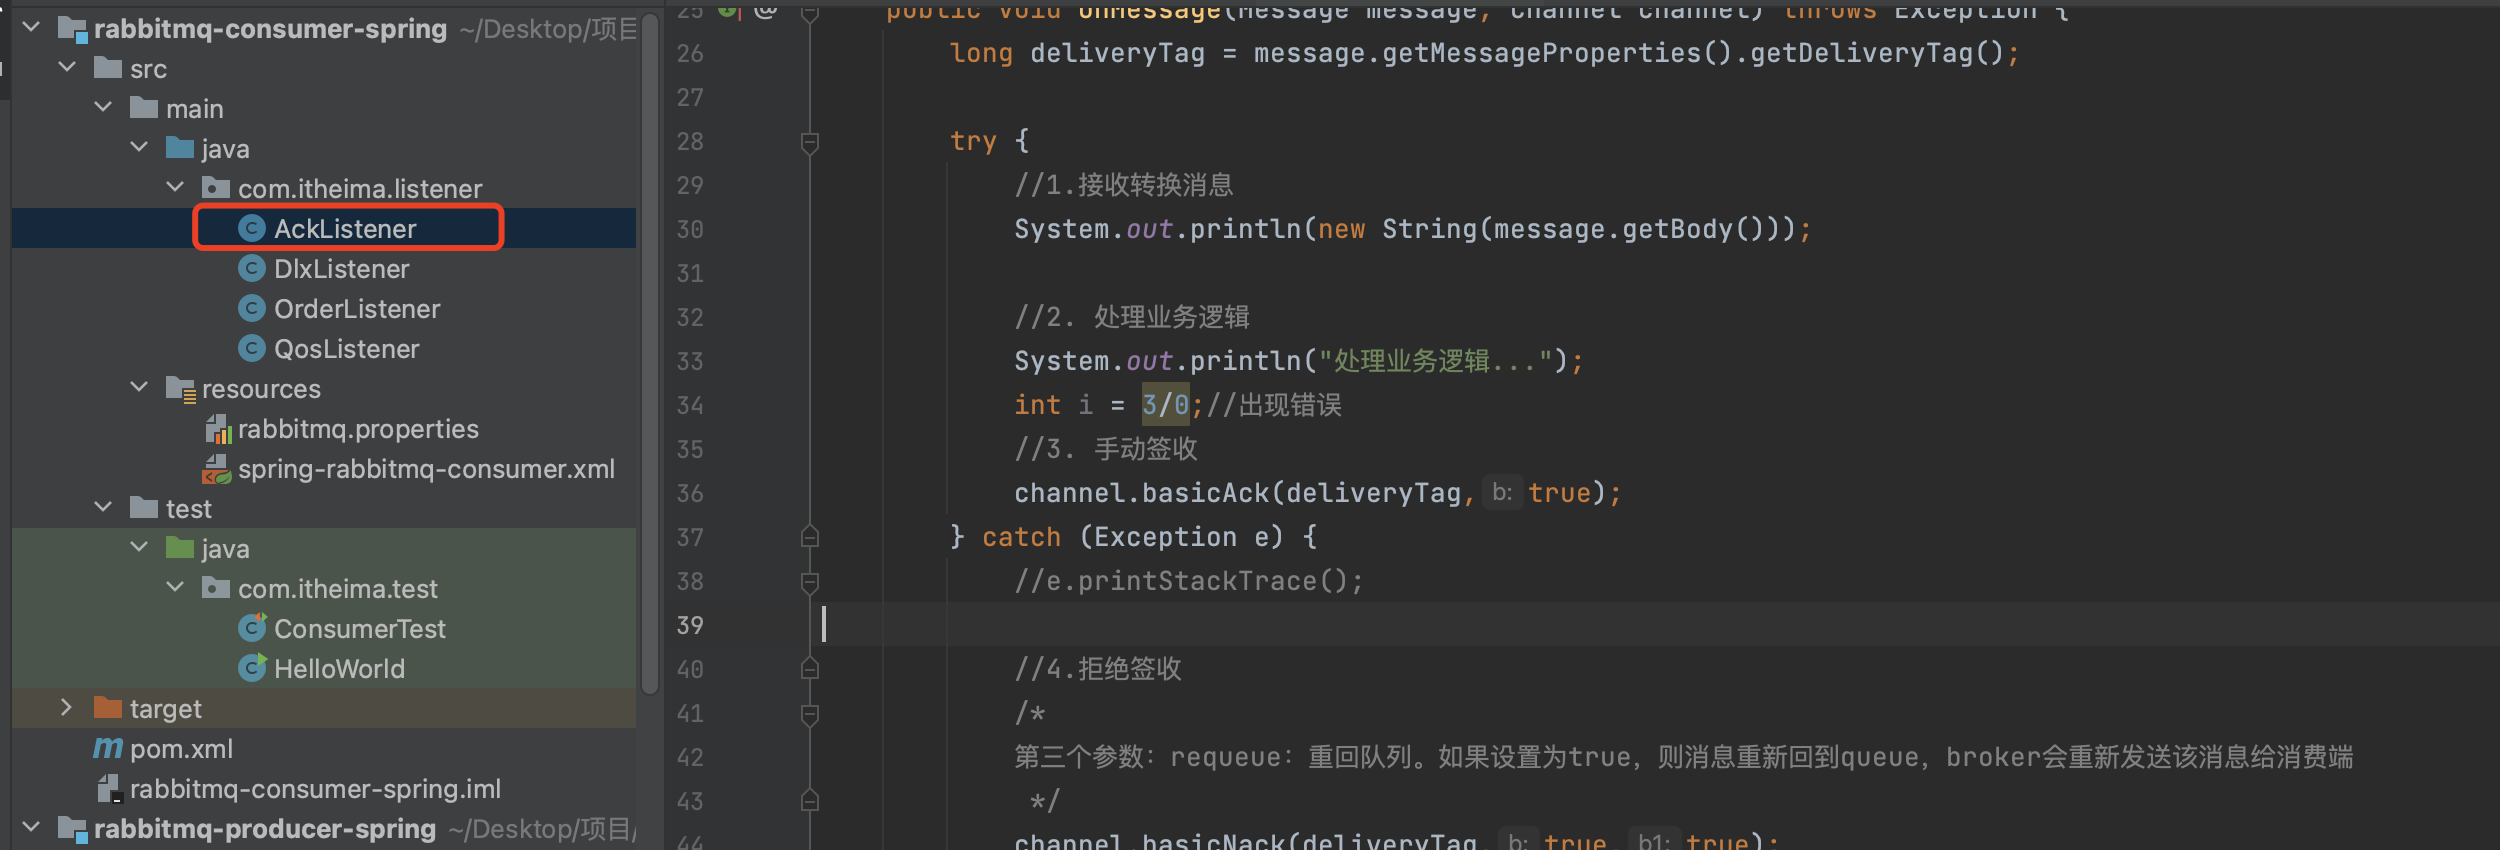 rabbitmq-consumer-spring ~/Desktop/项目
src
main
java
com.itheima.listener
AckListener
DlxListener
OrderListener
QosListener
resources
rabbitmq.properties
spring-rabbitmq-consumer.xml
test
java
com.itheima.test
ConsumerTest
HelloWorld
target
pom.xml
rabbitmq-consumer-spring.iml
rabbitmq-producer-spring ~/Desktop/项目/
25 @ public void onMessage(Message message, Channel channel) throws Exception {
26 long deliveryTag = message.getMessageProperties().getDeliveryTag();
27
28 try {
29 //1.接收转换消息
30 System.out.println(new String(message.getBody()));
31
32 //2. 处理业务逻辑
33 System.out.println("处理业务逻辑...");
34 int i = 3/0;//出现错误
35 //3. 手动签收
36 channel.basicAck(deliveryTag, b: true);
37 } catch (Exception e) {
38 //e.printStackTrace();
39
40 //4.拒绝签收
41 /*
42 第三个参数：requeue：重回队列。如果设置为true，则消息重新回到queue，broker会重新发送该消息给消费端
43 */
44 channel.basicNack(deliveryTag, b: true, b1: true);